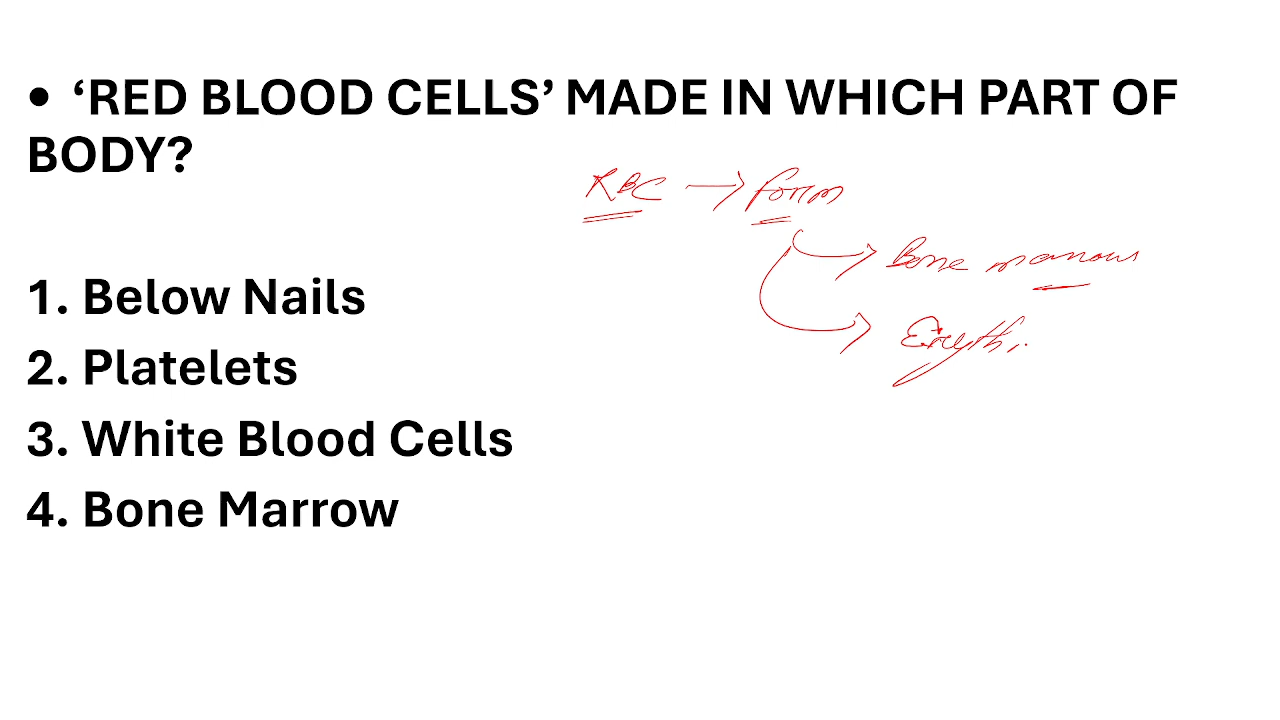 • ‘RED BLOOD CELLS’ MADE IN WHICH PART OF
BODY?
RBC → form
→ Bone marrow
→ Eryth
1. Below Nails
2. Platelets
3. White Blood Cells
4. Bone Marrow